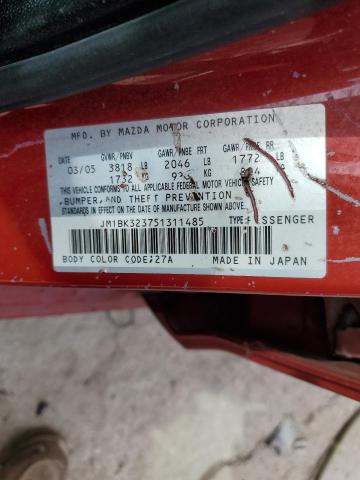 MFD. BY MAZDA MOTOR CORPORATION
DATE GVWR/PNBV GAWR/PNBE FRT GAWR/PNBE RR
03/05 3818 LB 2046 LB 1772 LB
1732 KG KG KG
THIS VEHICLE CONFORMS TO ALL APPLICABLE FEDERAL MOTOR VEHICLE SAFETY
BUMPER, AND THEFT PREVENTION
STANDARDS IN EFFECT ON THE DATE OF MANUFACTURE SHOWN ABOVE.
JM1BK323751311485 TYPE: PASSENGER
BODY COLOR CODE:27A MADE IN JAPAN